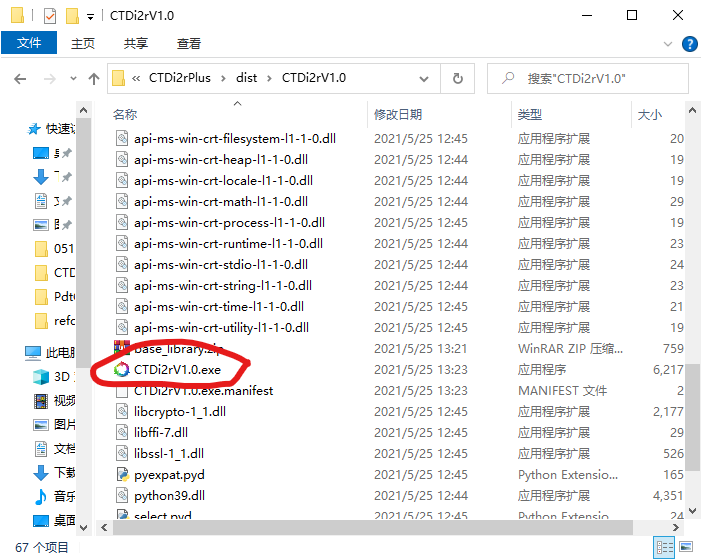 CTDi2rV1.0
文件 主页 共享 查看
CTDi2rPlus dist CTDi2rV1.0 搜索"CTDi2rV1.0"
名称 修改日期 类型 大小
api-ms-win-crt-filesystem-l1-1-0.dll 2021/5/25 12:45 应用程序扩展 20
api-ms-win-crt-heap-l1-1-0.dll 2021/5/25 12:44 应用程序扩展 19
api-ms-win-crt-locale-l1-1-0.dll 2021/5/25 12:44 应用程序扩展 19
api-ms-win-crt-math-l1-1-0.dll 2021/5/25 12:44 应用程序扩展 29
api-ms-win-crt-process-l1-1-0.dll 2021/5/25 12:45 应用程序扩展 19
api-ms-win-crt-runtime-l1-1-0.dll 2021/5/25 12:44 应用程序扩展 23
api-ms-win-crt-stdio-l1-1-0.dll 2021/5/25 12:44 应用程序扩展 24
api-ms-win-crt-string-l1-1-0.dll 2021/5/25 12:44 应用程序扩展 23
api-ms-win-crt-time-l1-1-0.dll 2021/5/25 12:45 应用程序扩展 21
api-ms-win-crt-utility-l1-1-0.dll 2021/5/25 12:44 应用程序扩展 19
base_library.zip 2021/5/25 13:21 WinRAR ZIP 压缩... 759
CTDi2rV1.0.exe 2021/5/25 13:23 应用程序 6,217
CTDi2rV1.0.exe.manifest 2021/5/25 13:23 MANIFEST 文件 2
libcrypto-1_1.dll 2021/5/25 12:45 应用程序扩展 2,177
libffi-7.dll 2021/5/25 12:45 应用程序扩展 29
libssl-1_1.dll 2021/5/25 12:45 应用程序扩展 526
pyexpat.pyd 2021/5/25 12:45 Python Extensio... 165
python39.dll 2021/5/25 12:44 应用程序扩展 4,351
select.pyd 2021/5/25 12:45 Python Extensio... 24
快速访
051
CTD
Pdt
refc
此电脑
3D
视频
图片
文档
下载
音乐
桌面
67 个项目